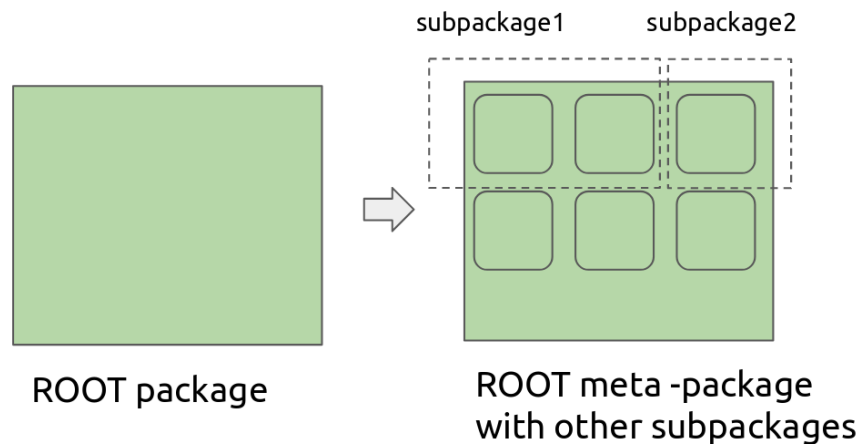 subpackage1
subpackage2
ROOT package
ROOT meta -package
with other subpackages